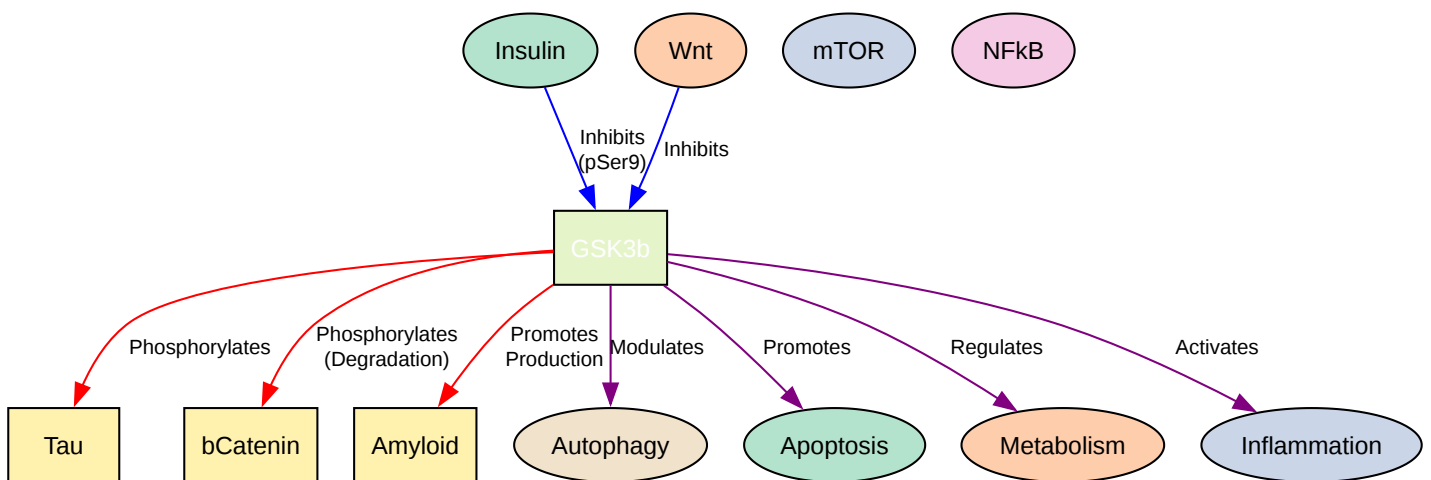 Insulin
Wnt
mTOR
NFkB
Inhibits
(pSer9)
Inhibits
GSK3b
Phosphorylates
Phosphorylates
(Degradation)
Promotes
Production
Modulates
Promotes
Regulates
Activates
Tau
bCatenin
Amyloid
Autophagy
Apoptosis
Metabolism
Inflammation